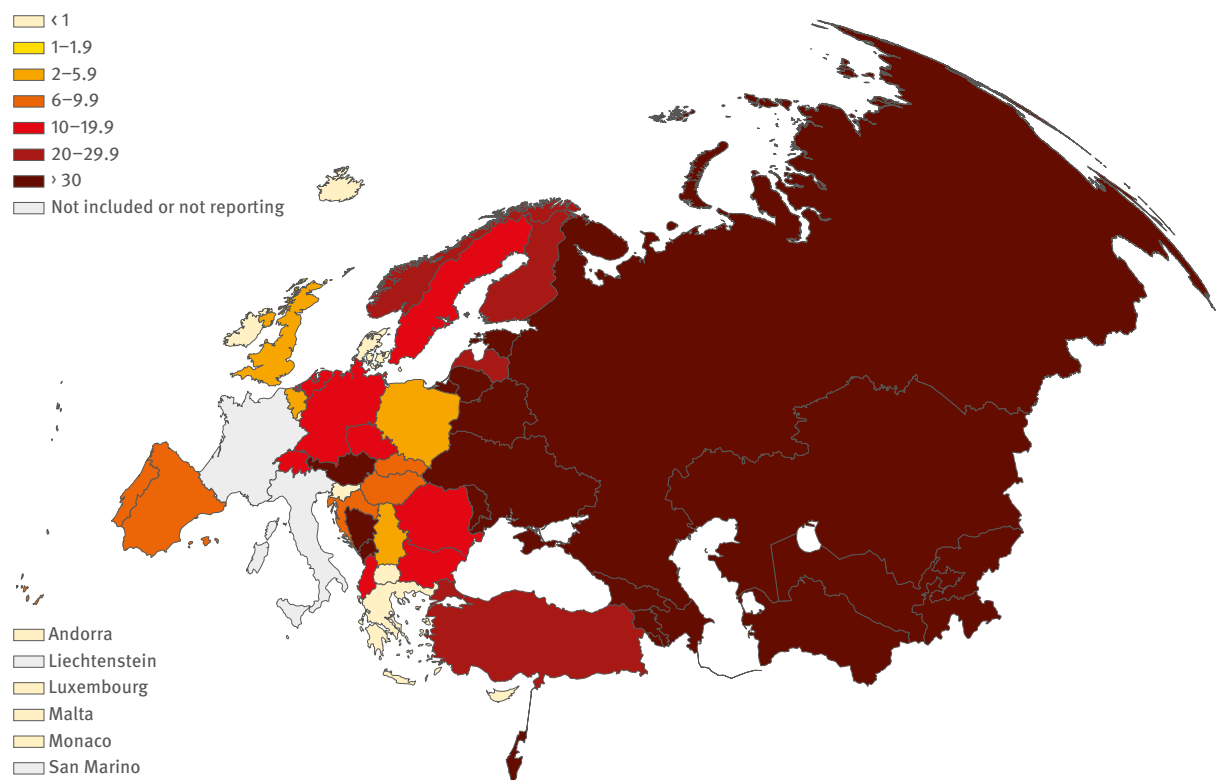 ‹ 1
1–1.9
2–5.9
6–9.9
10–19.9
20–29.9
› 30
Not included or not reporting
Andorra
Liechtenstein
Luxembourg
Malta
Monaco
San Marino